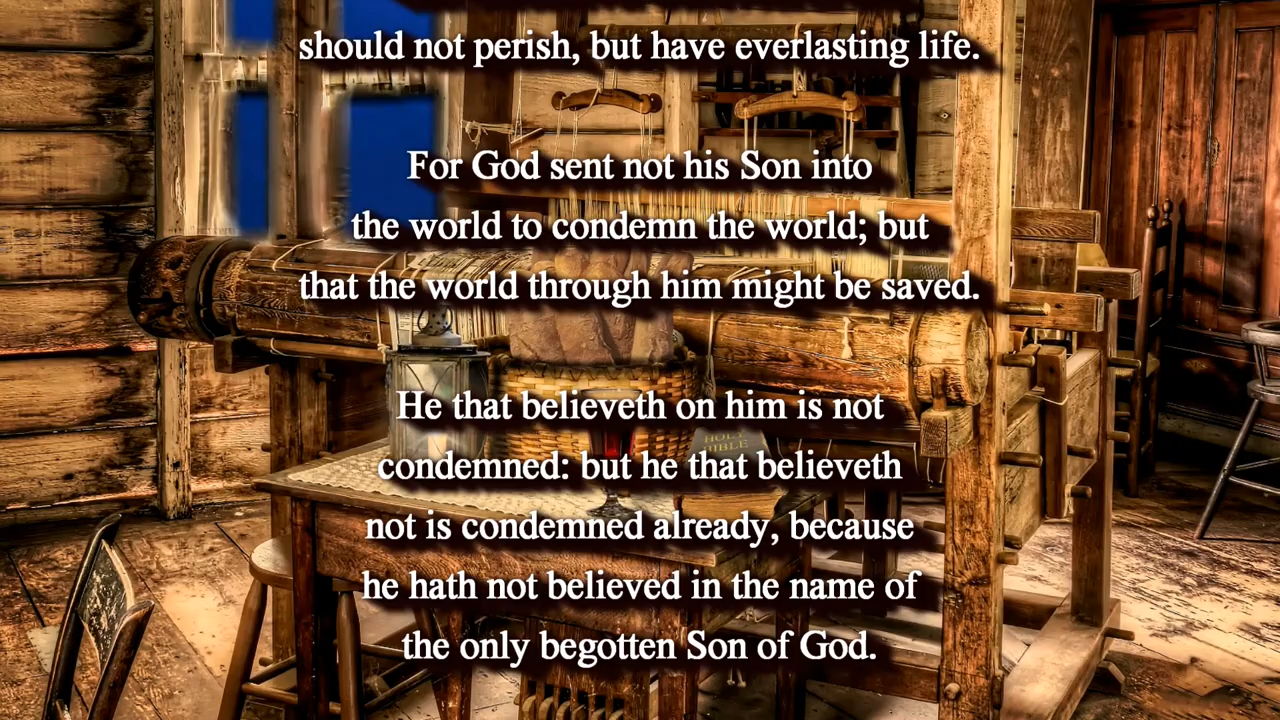 should not perish, but have everlasting life.
For God sent not his Son into
the world to condemn the world; but
that the world through him might be saved.
He that believeth on him is not
condemned: but he that believeth
not is condemned already, because
he hath not believed in the name of
the only begotten Son of God.
HOLY
BIBLE